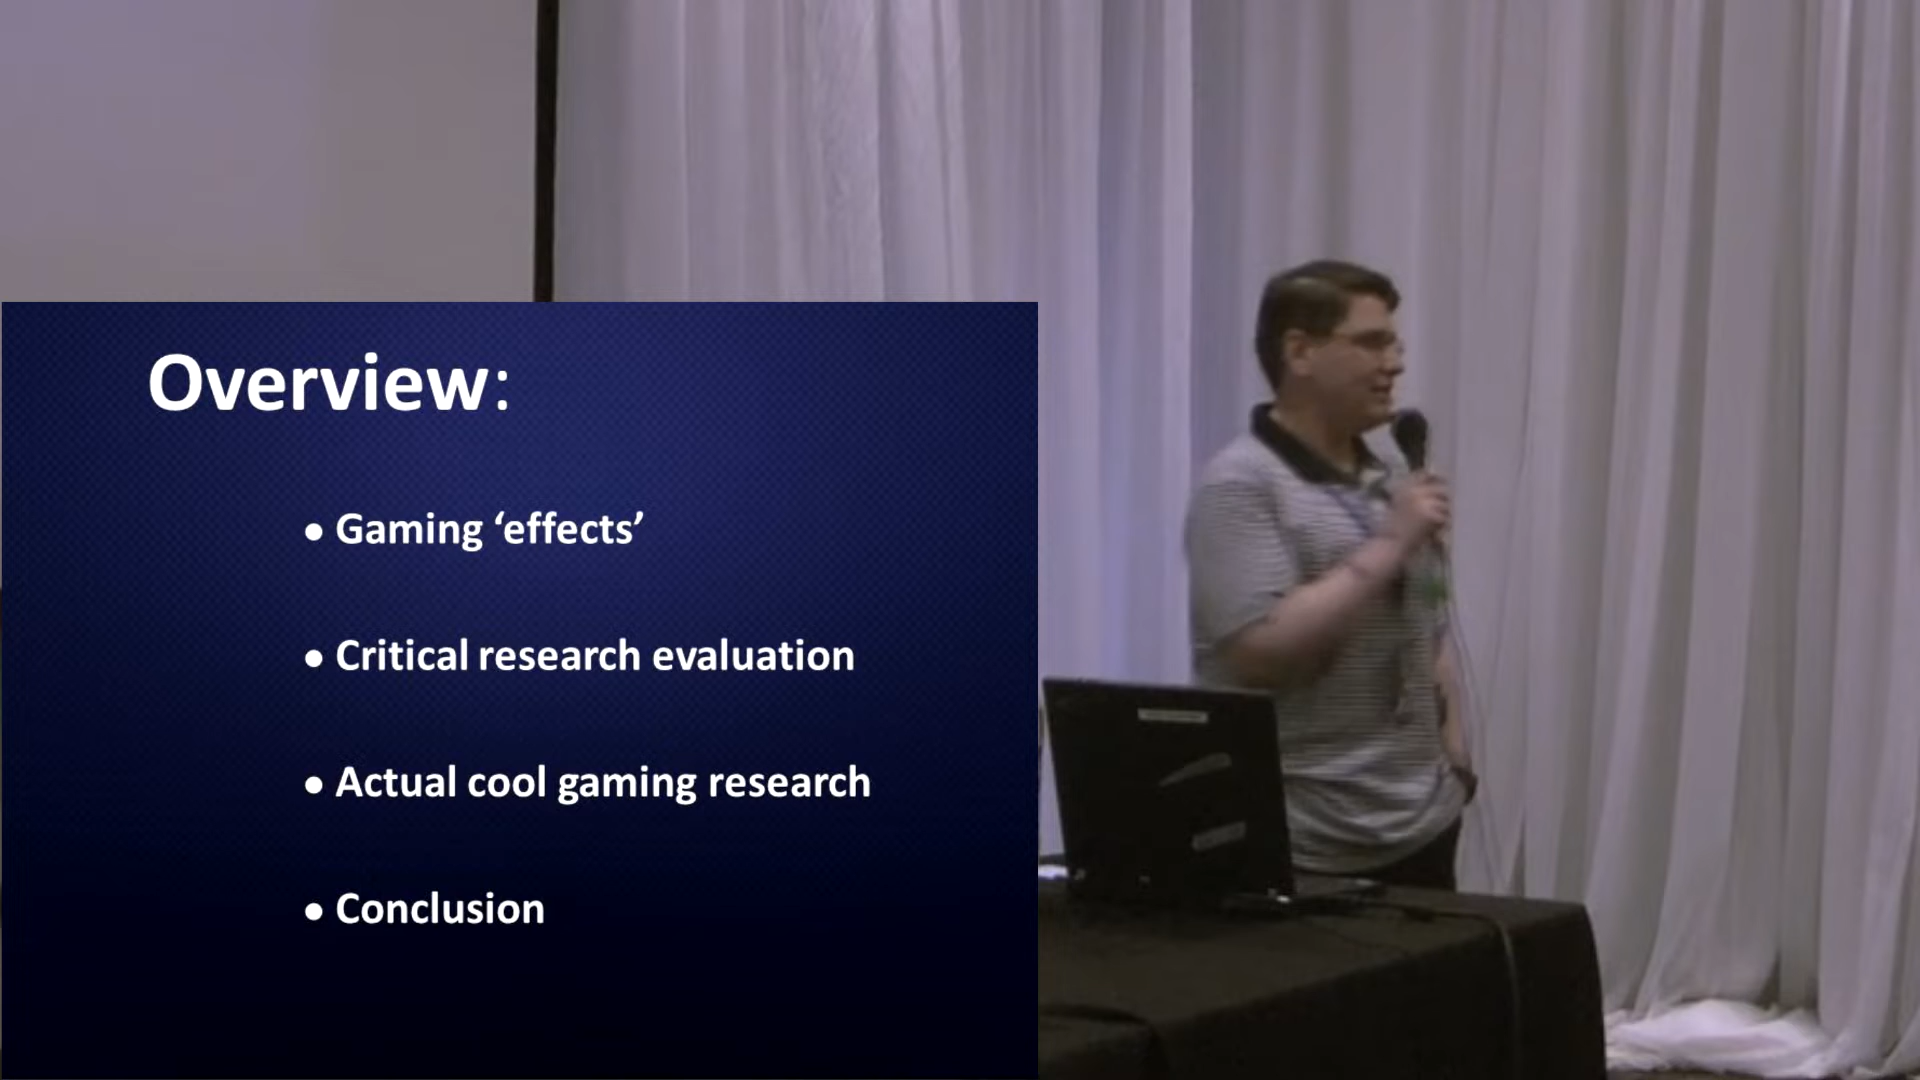 Overview:
• Gaming ‘effects’
• Critical research evaluation
• Actual cool gaming research
• Conclusion